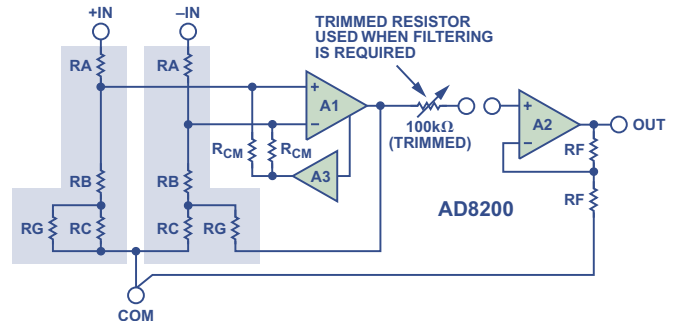 +IN
–IN
TRIMMED RESISTOR
USED WHEN FILTERING
IS REQUIRED
RA
RA
+
A1
–
100kΩ
(TRIMMED)
+
A2
–
OUT
RF
RCM
RCM
A3
RB
RB
RF
AD8200
RG
RC
RC
RG
COM